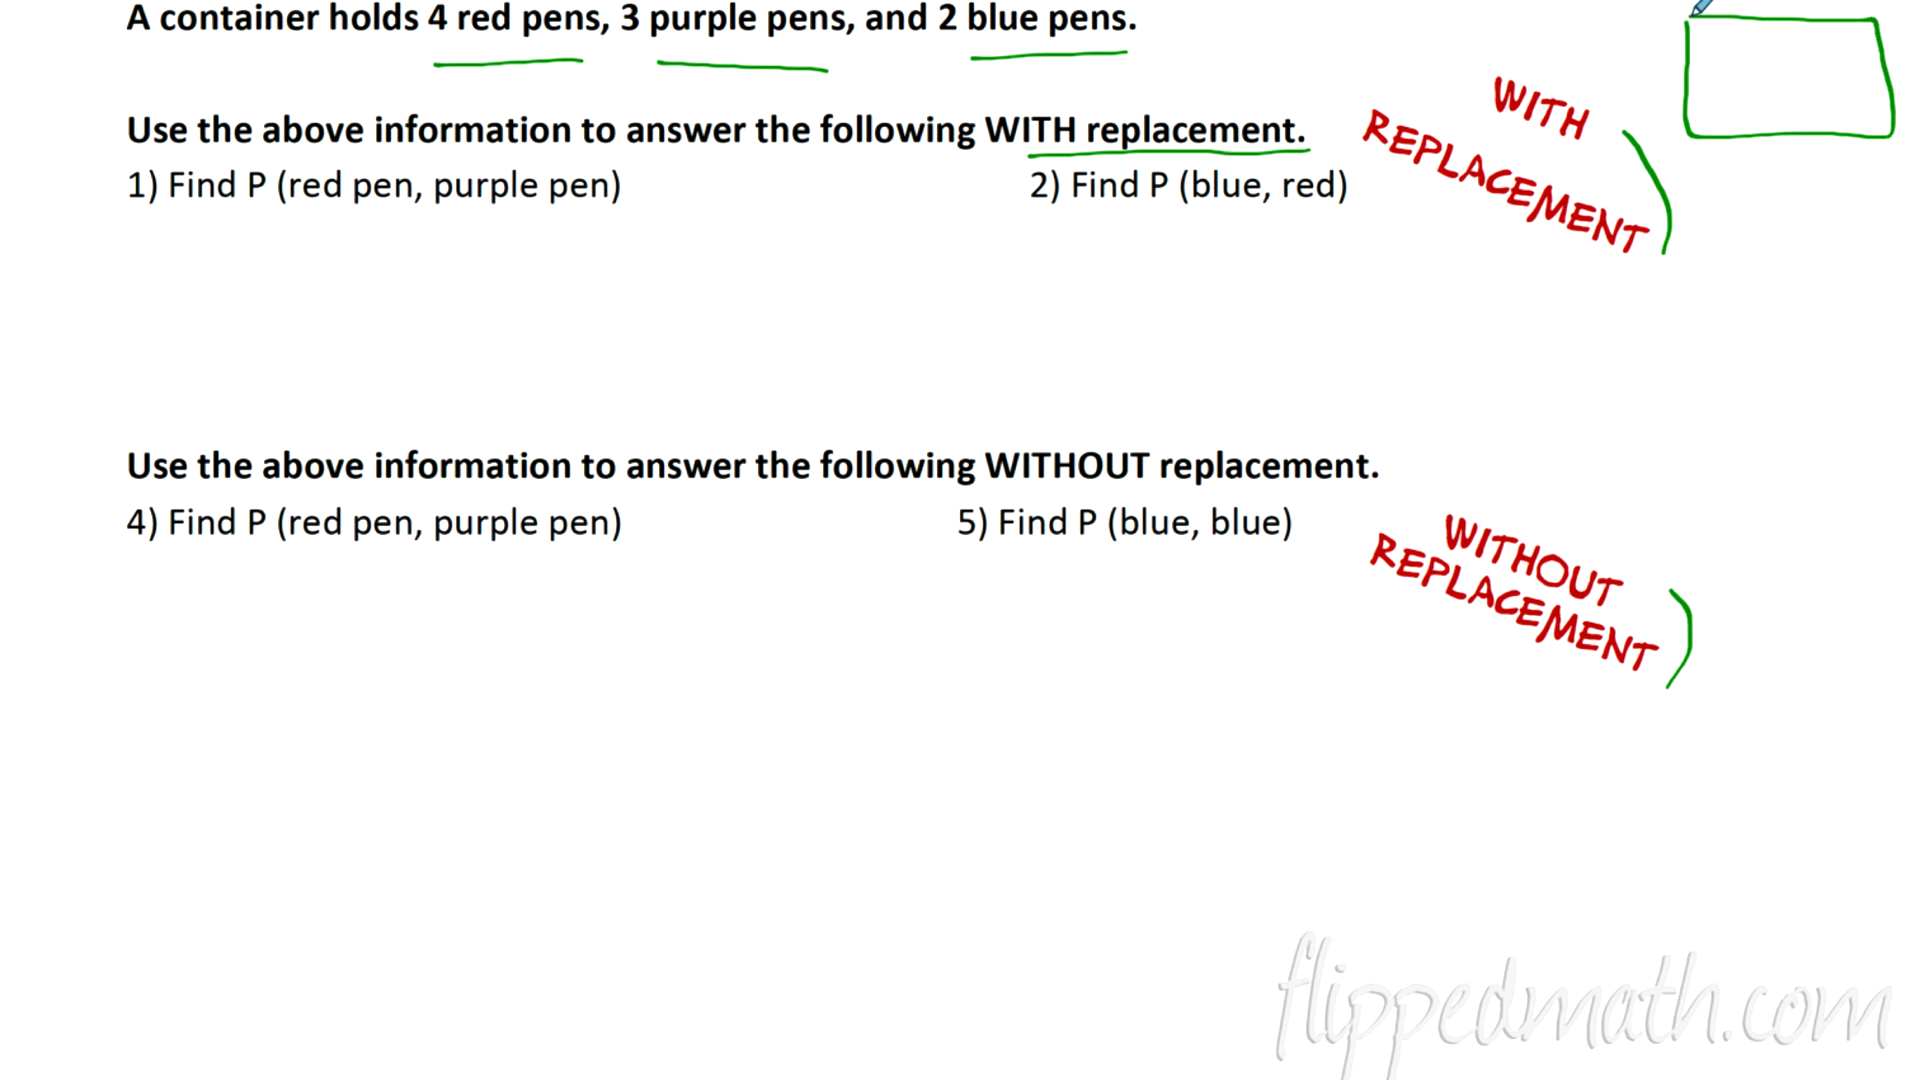 A container holds 4 red pens, 3 purple pens, and 2 blue pens.
Use the above information to answer the following WITH replacement.
1) Find P (red pen, purple pen)
2) Find P (blue, red)
WITH
REPLACEMENT
Use the above information to answer the following WITHOUT replacement.
4) Find P (red pen, purple pen)
5) Find P (blue, blue)
WITHOUT
REPLACEMENT
flippedmath.com